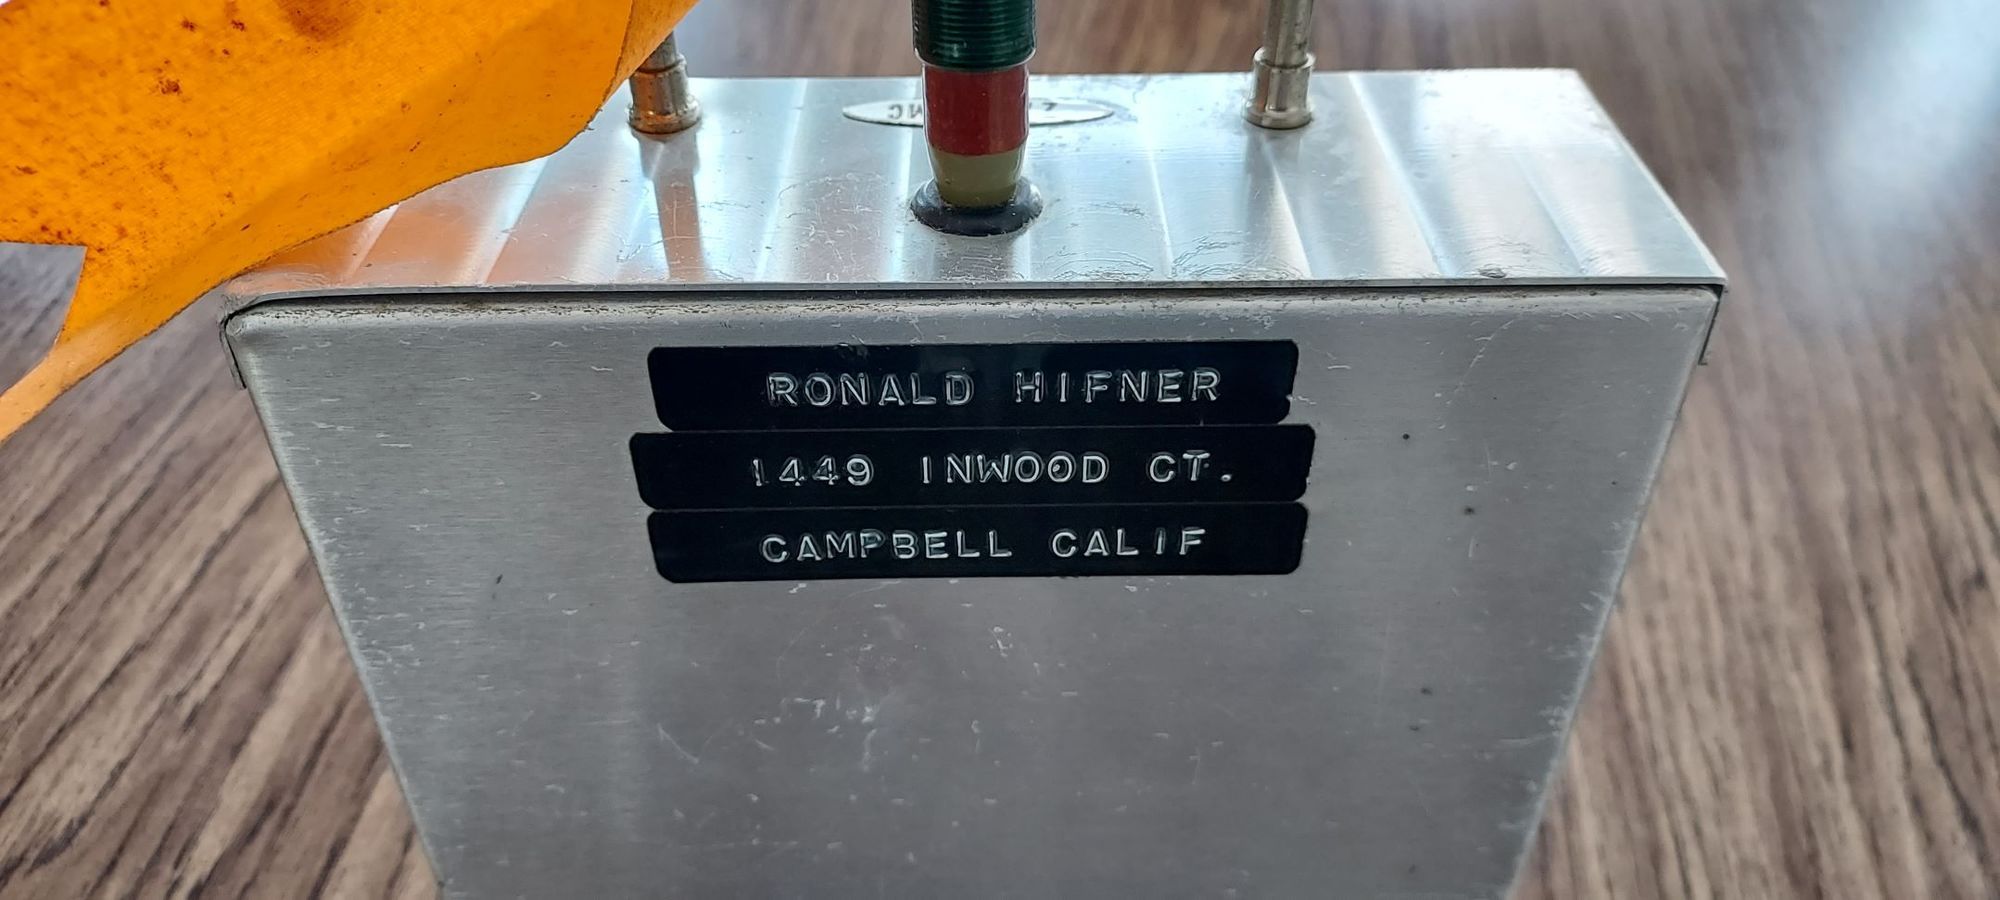 RONALD HIFNER
1449 INWOOD CT.
CAMPBELL CALIF